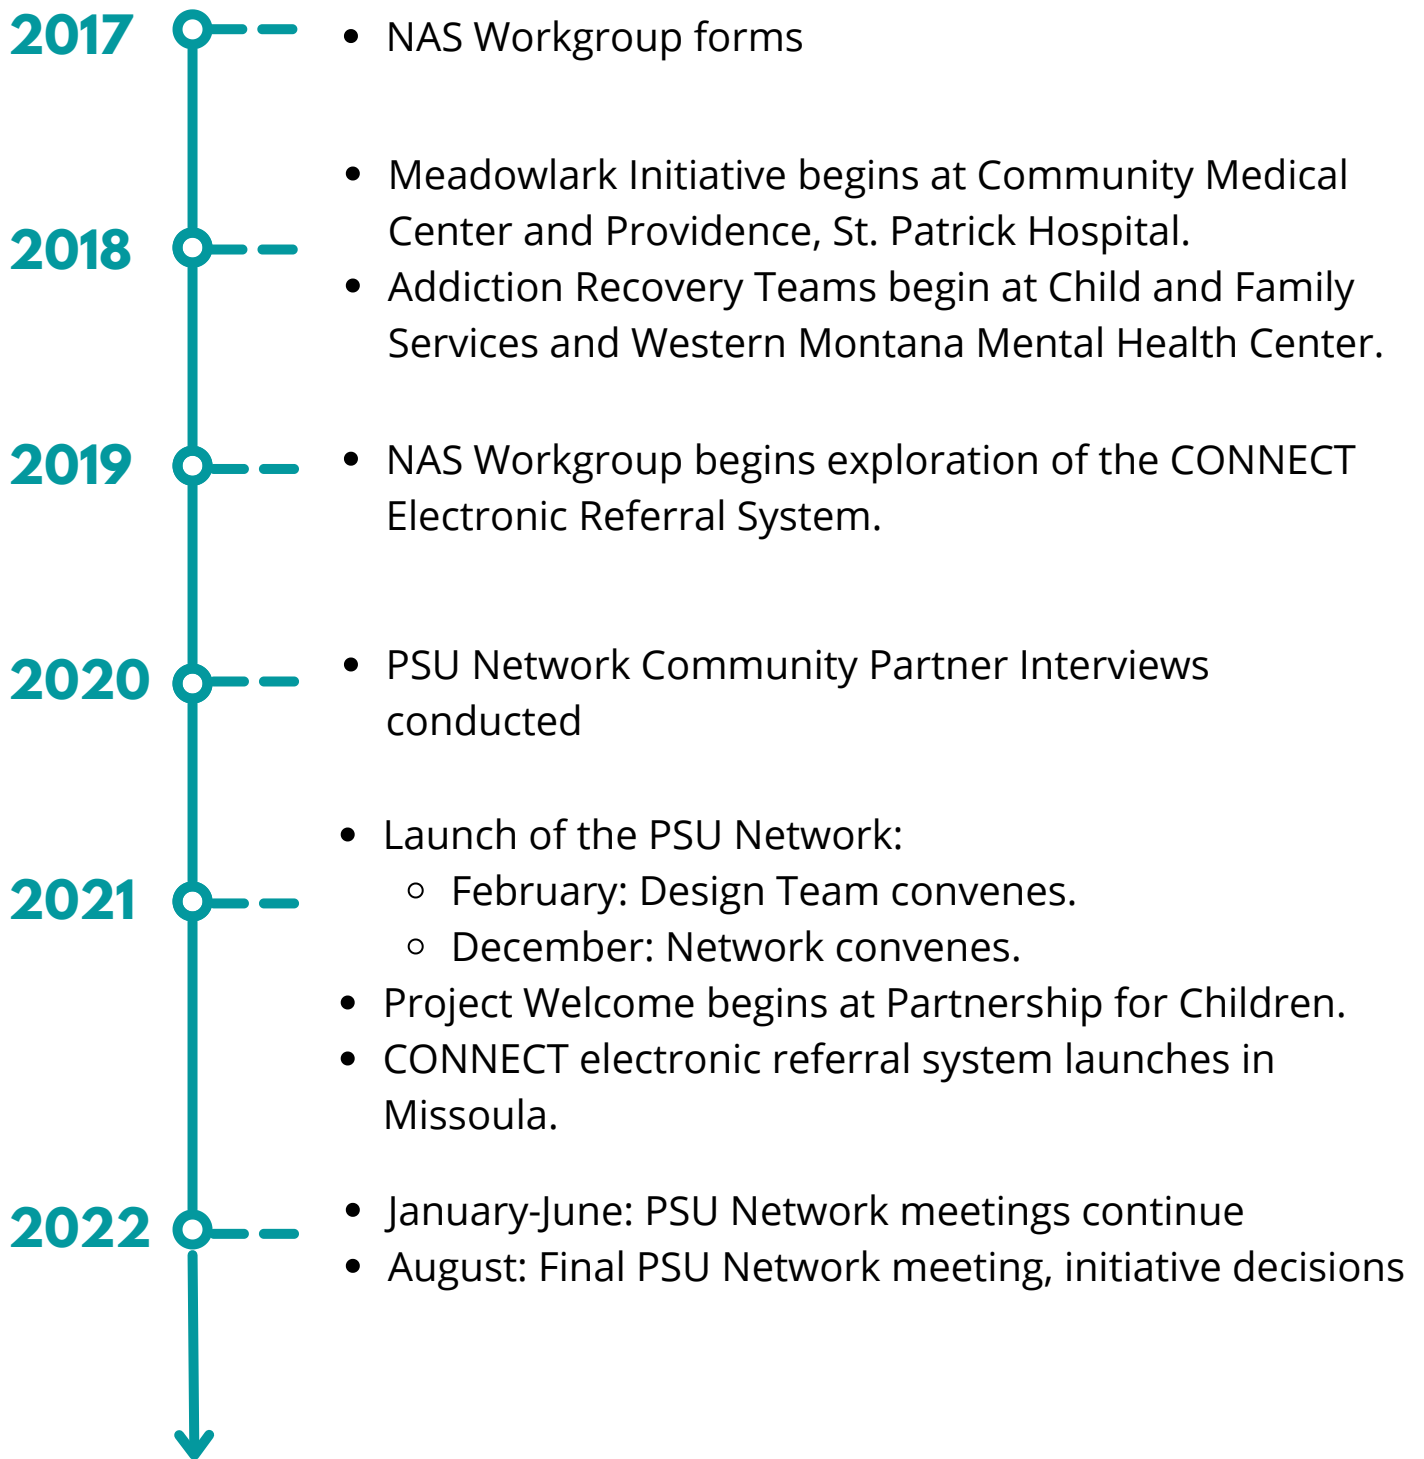 2017
• NAS Workgroup forms
2018
• Meadowlark Initiative begins at Community Medical
Center and Providence, St. Patrick Hospital.
• Addiction Recovery Teams begin at Child and Family
Services and Western Montana Mental Health Center.
2019
• NAS Workgroup begins exploration of the CONNECT
Electronic Referral System.
2020
• PSU Network Community Partner Interviews
conducted
2021
• Launch of the PSU Network:
◦ February: Design Team convenes.
◦ December: Network convenes.
• Project Welcome begins at Partnership for Children.
• CONNECT electronic referral system launches in
Missoula.
2022
• January-June: PSU Network meetings continue
• August: Final PSU Network meeting, initiative decisions